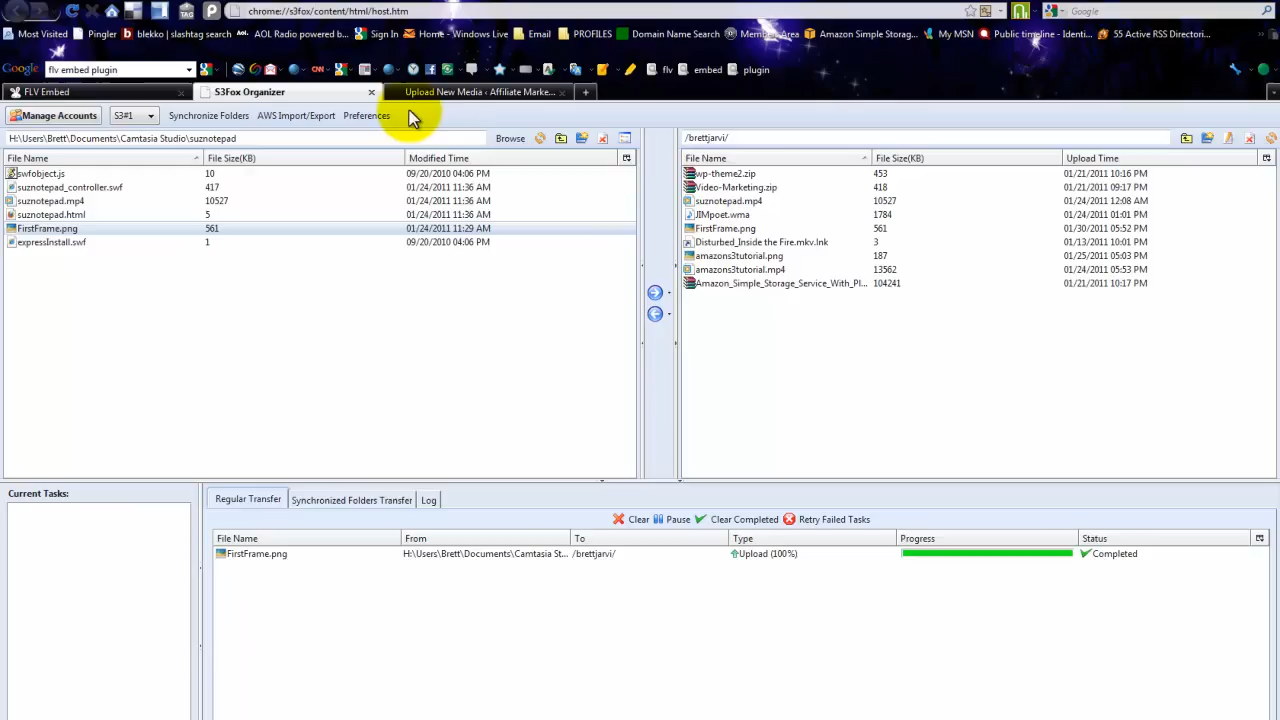 chrome://s3fox/content/html/host.htm
Google
Most Visited Pingler blekko | slashtag search AOL Radio powered b... Sign In Home - Windows Live Email PROFILES Domain Name Search Members Area Amazon Simple Storag... My MSN Public timeline - Identi... 55 Active RSS Directori...
Google flv embed plugin flv embed plugin
FLV Embed S3Fox Organizer Upload New Media ‹ Affiliate Marke...
Manage Accounts S3#1 Synchronize Folders AWS Import/Export Preferences
H:\Users\Brett\Documents\Camtasia Studio\suznotepad Browse /brettjarvi/
File Name File Size(KB) Modified Time File Name File Size(KB) Upload Time
swfobject.js 10 09/20/2010 04:06 PM wp-theme2.zip 453 01/21/2011 10:16 PM
suznotepad_controller.swf 417 01/24/2011 11:36 AM Video-Marketing.zip 418 01/21/2011 09:17 PM
suznotepad.mp4 10527 01/24/2011 11:36 AM suznotepad.mp4 10527 01/24/2011 12:08 AM
suznotepad.html 5 01/24/2011 11:36 AM JIMpoet.wma 1784 01/24/2011 01:01 PM
FirstFrame.png 561 01/24/2011 11:29 AM FirstFrame.png 561 01/30/2011 05:52 PM
expressInstall.swf 1 09/20/2010 04:06 PM Disturbed_Inside the Fire.mkv.lnk 3 01/13/2011 10:01 PM
amazons3tutorial.png 187 01/25/2011 05:03 PM
amazons3tutorial.mp4 13562 01/24/2011 05:53 PM
Amazon_Simple_Storage_Service_With_Pl... 104241 01/21/2011 10:17 PM
Current Tasks: Regular Transfer Synchronized Folders Transfer Log
Clear Pause Clear Completed Retry Failed Tasks
File Name From To Type Progress Status
FirstFrame.png H:\Users\Brett\Documents\Camtasia St... /brettjarvi/ Upload (100%) Completed